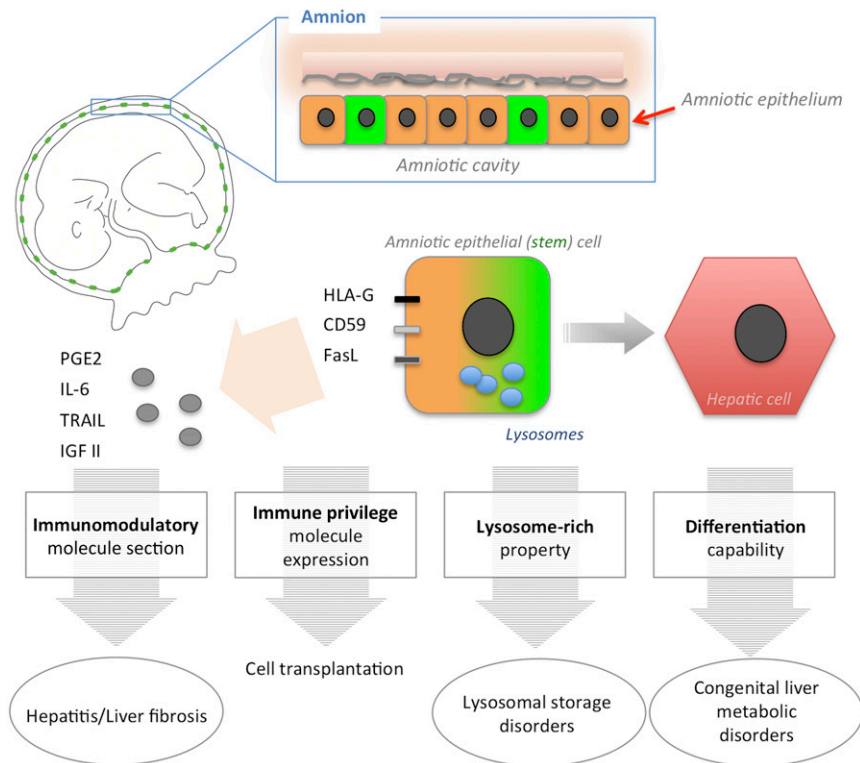 Amnion
Amniotic epithelium
Amniotic cavity
Amniotic epithelial (stem) cell
HLA-G
CD59
FasL
Lysosomes
Hepatic cell
PGE2
IL-6
TRAIL
IGF II
Immunomodulatory
molecule section
Immune privilege
molecule
expression
Lysosome-rich
property
Differentiation
capability
Hepatitis/Liver fibrosis
Cell transplantation
Lysosomal storage
disorders
Congenital liver
metabolic
disorders